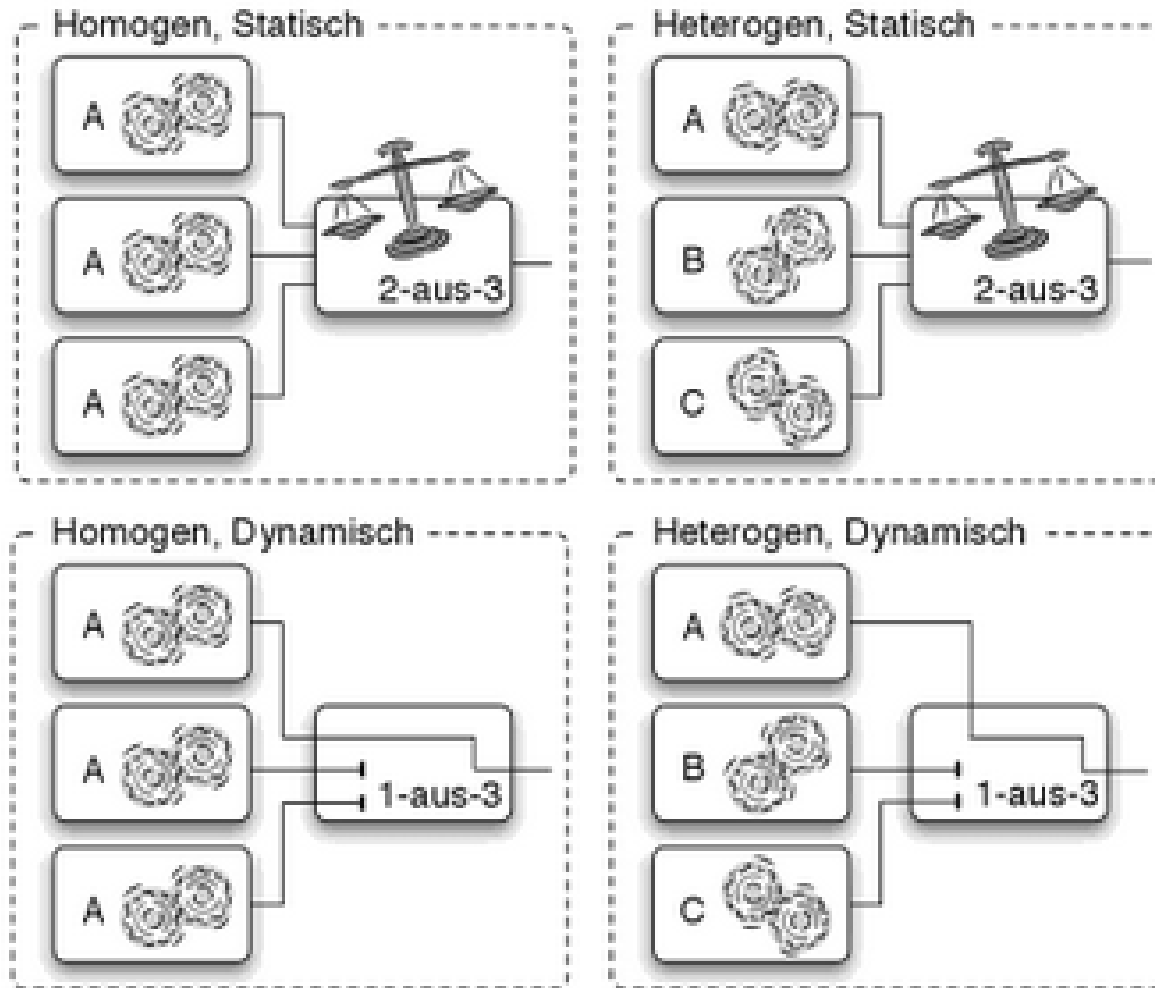 Homogen, Statisch
A
A
A
2-aus-3
Heterogen, Statisch
A
B
C
2-aus-3
Homogen, Dynamisch
A
A
A
1-aus-3
Heterogen, Dynamisch
A
B
C
1-aus-3